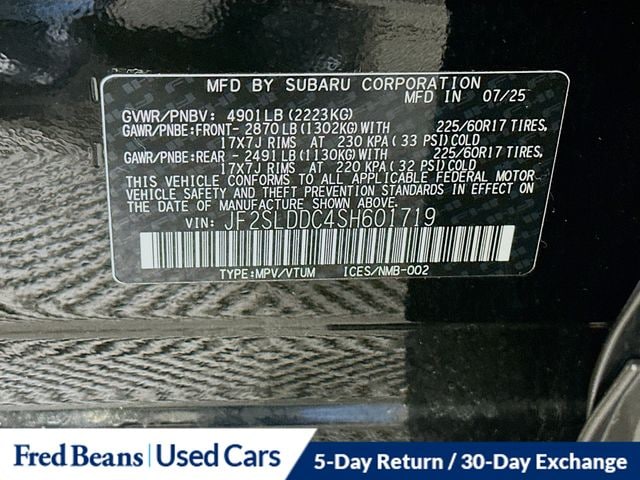 MFD BY SUBARU CORPORATION
MFD IN 07/25
GVWR/PNBV: 4901LB(2223KG)
GAWR/PNBE:FRONT- 2870LB(1302KG)WITH 225/60R17 TIRES,
17X7J RIMS AT 230 KPA(33 PSI)COLD
GAWR/PNBE:REAR - 2491LB(1130KG)WITH 225/60R17 TIRES,
17X7J RIMS AT 220 KPA(32 PSI)COLD
THIS VEHICLE CONFORMS TO ALL APPLICABLE FEDERAL MOTOR
VEHICLE SAFETY AND THEFT PREVENTION STANDARDS IN EFFECT ON
THE DATE OF MANUFACTURE SHOWN ABOVE.
VIN: JF2SLDDC4SH601719
TYPE:MPV/VTUM ICES/NMB-002
Fred Beans | Used Cars 5-Day Return / 30-Day Exchange